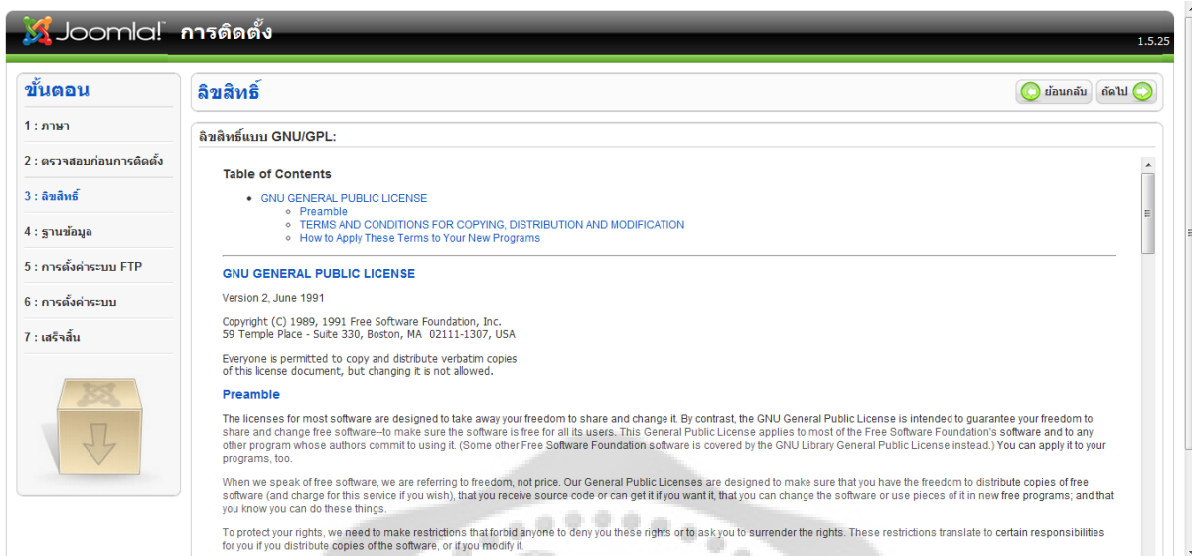 Joomla! การติดตั้ง
1.5.25
ขั้นตอน
1 : ภาษา
2 : ตรวจสอบก่อนการติดตั้ง
3 : ลิขสิทธิ์
4 : ฐานข้อมูล
5 : การตั้งค่าระบบ FTP
6 : การตั้งค่าระบบ
7 : เสร็จสิ้น
ลิขสิทธิ์
ย้อนกลับ ถัดไป
ลิขสิทธิ์แบบ GNU/GPL:
Table of Contents
GNU GENERAL PUBLIC LICENSE
Preamble
TERMS AND CONDITIONS FOR COPYING, DISTRIBUTION AND MODIFICATION
How to Apply These Terms to Your New Programs
GNU GENERAL PUBLIC LICENSE
Version 2, June 1991
Copyright (C) 1989, 1991 Free Software Foundation, Inc.
59 Temple Place - Suite 330, Boston, MA 02111-1307, USA
Everyone is permitted to copy and distribute verbatim copies
of this license document, but changing it is not allowed.
Preamble
The licenses for most software are designed to take away your freedom to share and change it. By contrast, the GNU General Public License is intended to guarantee your freedom to
share and change free software--to make sure the software is free for all its users. This General Public License applies to most of the Free Software Foundation's software and to any
other program whose authors commit to using it. (Some other Free Software Foundation software is covered by the GNU Library General Public License instead.) You can apply it to your
programs, too.
When we speak of free software, we are referring to freedom, not price. Our General Public Licenses are designed to make sure that you have the freedom to distribute copies of free
software (and charge for this service if you wish), that you receive source code or can get it if you want it, that you can change the software or use pieces of it in new free programs; and that
you know you can do these things.
To protect your rights, we need to make restrictions that forbid anyone to deny you these rights or to ask you to surrender the rights. These restrictions translate to certain responsibilities
for you if you distribute copies of the software, or if you modify it.